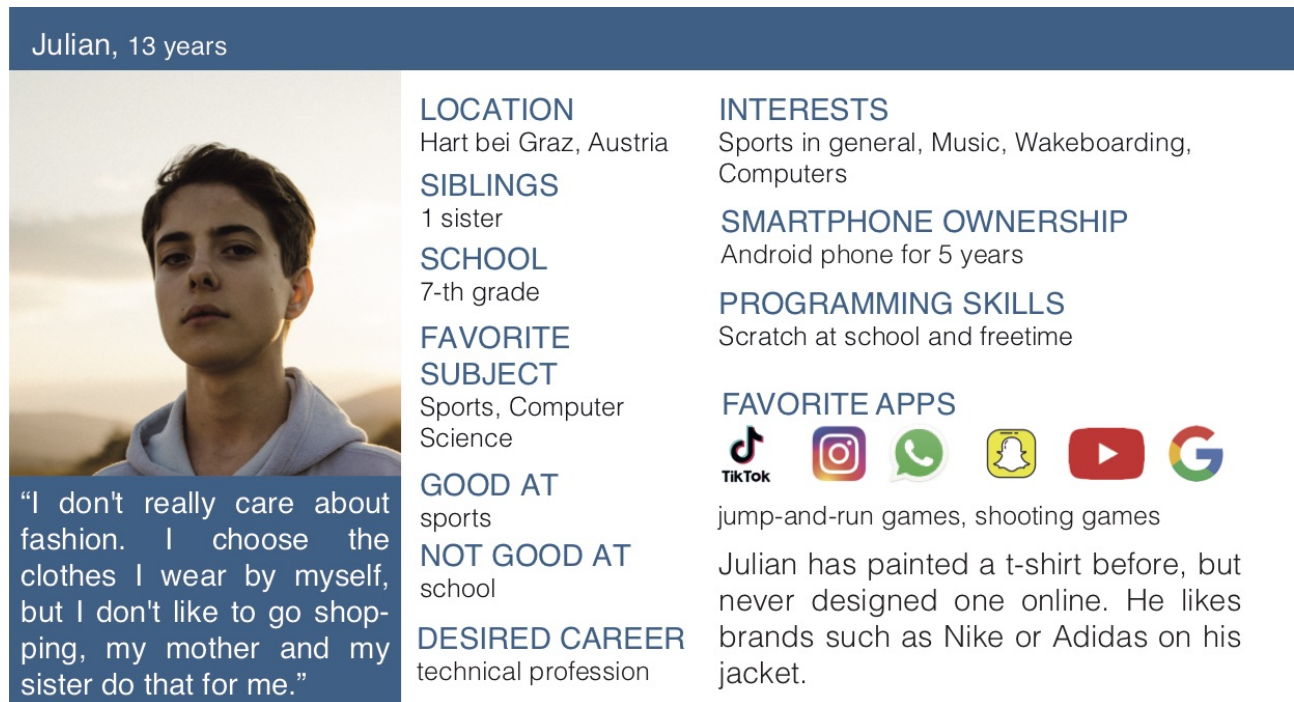 Julian, 13 years
“I don't really care about
fashion. I choose the
clothes I wear by myself,
but I don't like to go shop-
ping, my mother and my
sister do that for me.”
LOCATION
Hart bei Graz, Austria
SIBLINGS
1 sister
SCHOOL
7-th grade
FAVORITE
SUBJECT
Sports, Computer
Science
GOOD AT
sports
NOT GOOD AT
school
DESIRED CAREER
technical profession
INTERESTS
Sports in general, Music, Wakeboarding,
Computers
SMARTPHONE OWNERSHIP
Android phone for 5 years
PROGRAMMING SKILLS
Scratch at school and freetime
FAVORITE APPS
TikTok
jump-and-run games, shooting games
Julian has painted a t-shirt before, but
never designed one online. He likes
brands such as Nike or Adidas on his
jacket.